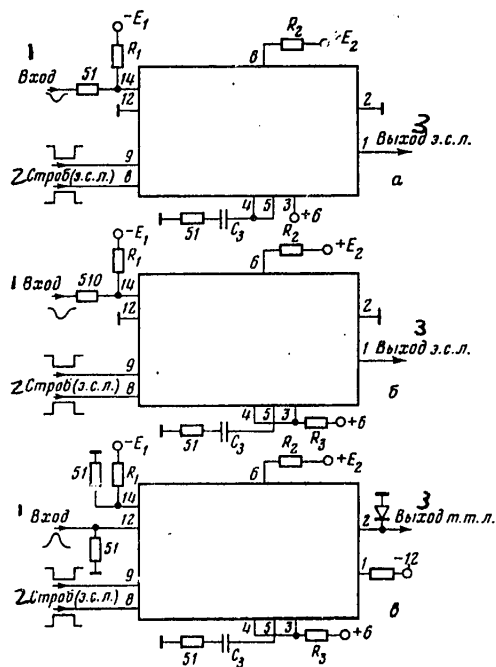 -E1
R1
R2
-E2
1
Вход
51
14
12
6
2
3
1 Выход э.с.л.
9
2 Строб (э.с.л.)
8
а
4 5 3
51
C3
+6
-E1
R1
R2
+E2
1 Вход
510
14
12
6
2
3
1 Выход э.с.л.
9
2 Строб (э.с.л.)
8
б
4 5 3
51
C3
R3
+6
-E1
51
R1
R2
+E2
14
6
1
Вход
12
51
3
2 Выход т.т.л.
1
-12
9
2 Строб (э.с.л.)
8
в
4 5 3
51
C3
R3
+6